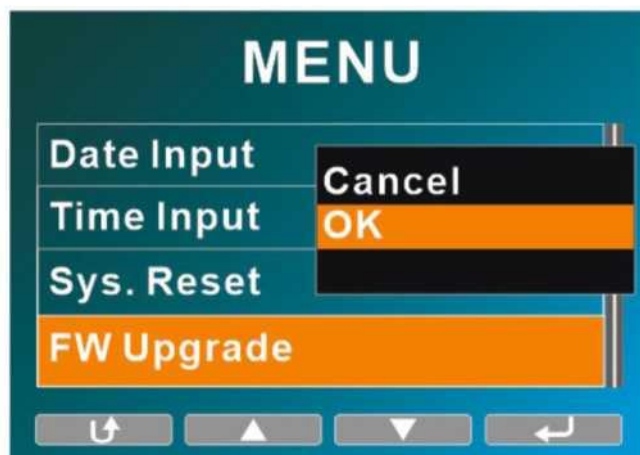 MENU
Date Input
Cancel
Time Input
OK
Sys. Reset
FW Upgrade